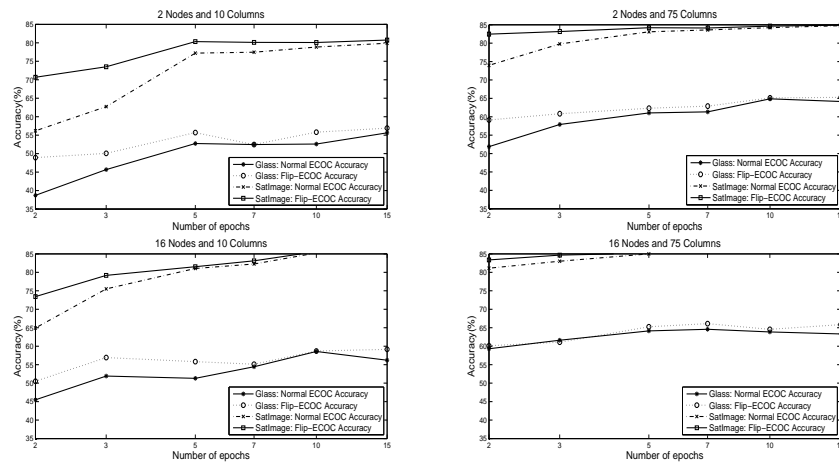 2 Nodes and 10 Columns
85
80
75
70
65
60
55
50
45
40
35
2 3 5 7 10 15
Accuracy(%)
Number of epochs
Glass: Normal ECOC Accuracy
Glass: Flip−ECOC Accuracy
SatImage: Normal ECOC Accuracy
SatImage: Flip−ECOC Accuracy
2 Nodes and 75 Columns
85
80
75
70
65
60
55
50
45
40
35
2 3 5 7 10 1
Accuracy(%)
Number of epochs
Glass: Normal ECOC Accuracy
Glass: Flip−ECOC Accuracy
SatImage: Normal ECOC Accuracy
SatImage: Flip−ECOC Accuracy
16 Nodes and 10 Columns
85
80
75
70
65
60
55
50
45
40
35
2 3 5 7 10 15
Accuracy(%)
Number of epochs
Glass: Normal ECOC Accuracy
Glass: Flip−ECOC Accuracy
SatImage: Normal ECOC Accuracy
SatImage: Flip−ECOC Accuracy
16 Nodes and 75 Columns
85
80
75
70
65
60
55
50
45
40
35
2 3 5 7 10 1
Accuracy(%)
Number of epochs
Glass: Normal ECOC Accuracy
Glass: Flip−ECOC Accuracy
SatImage: Normal ECOC Accuracy
SatImage: Flip−ECOC Accuracy